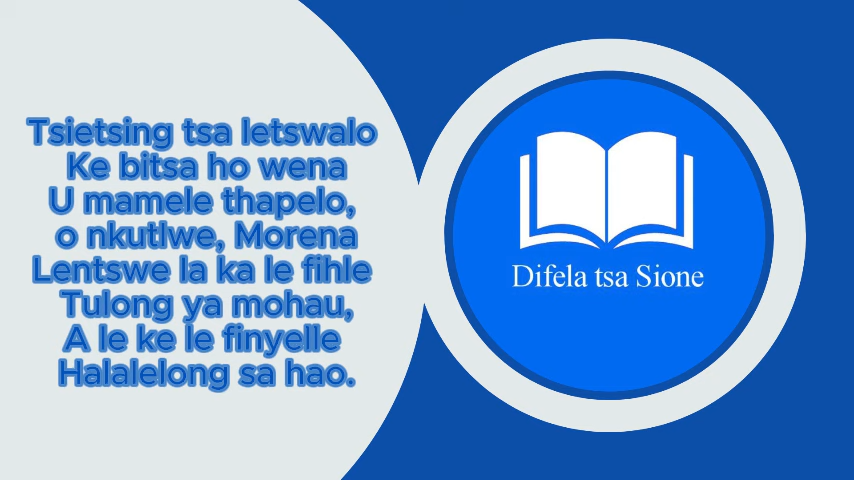 Tsietsing tsa letswalo
Ke bitsa ho wena
U mamele thapelo,
o nkutlwe, Morena
Lentswe la ka le fihle
Tulong ya mohau,
A le ke le finyelle
Halalelong sa hao.
Difela tsa Sione